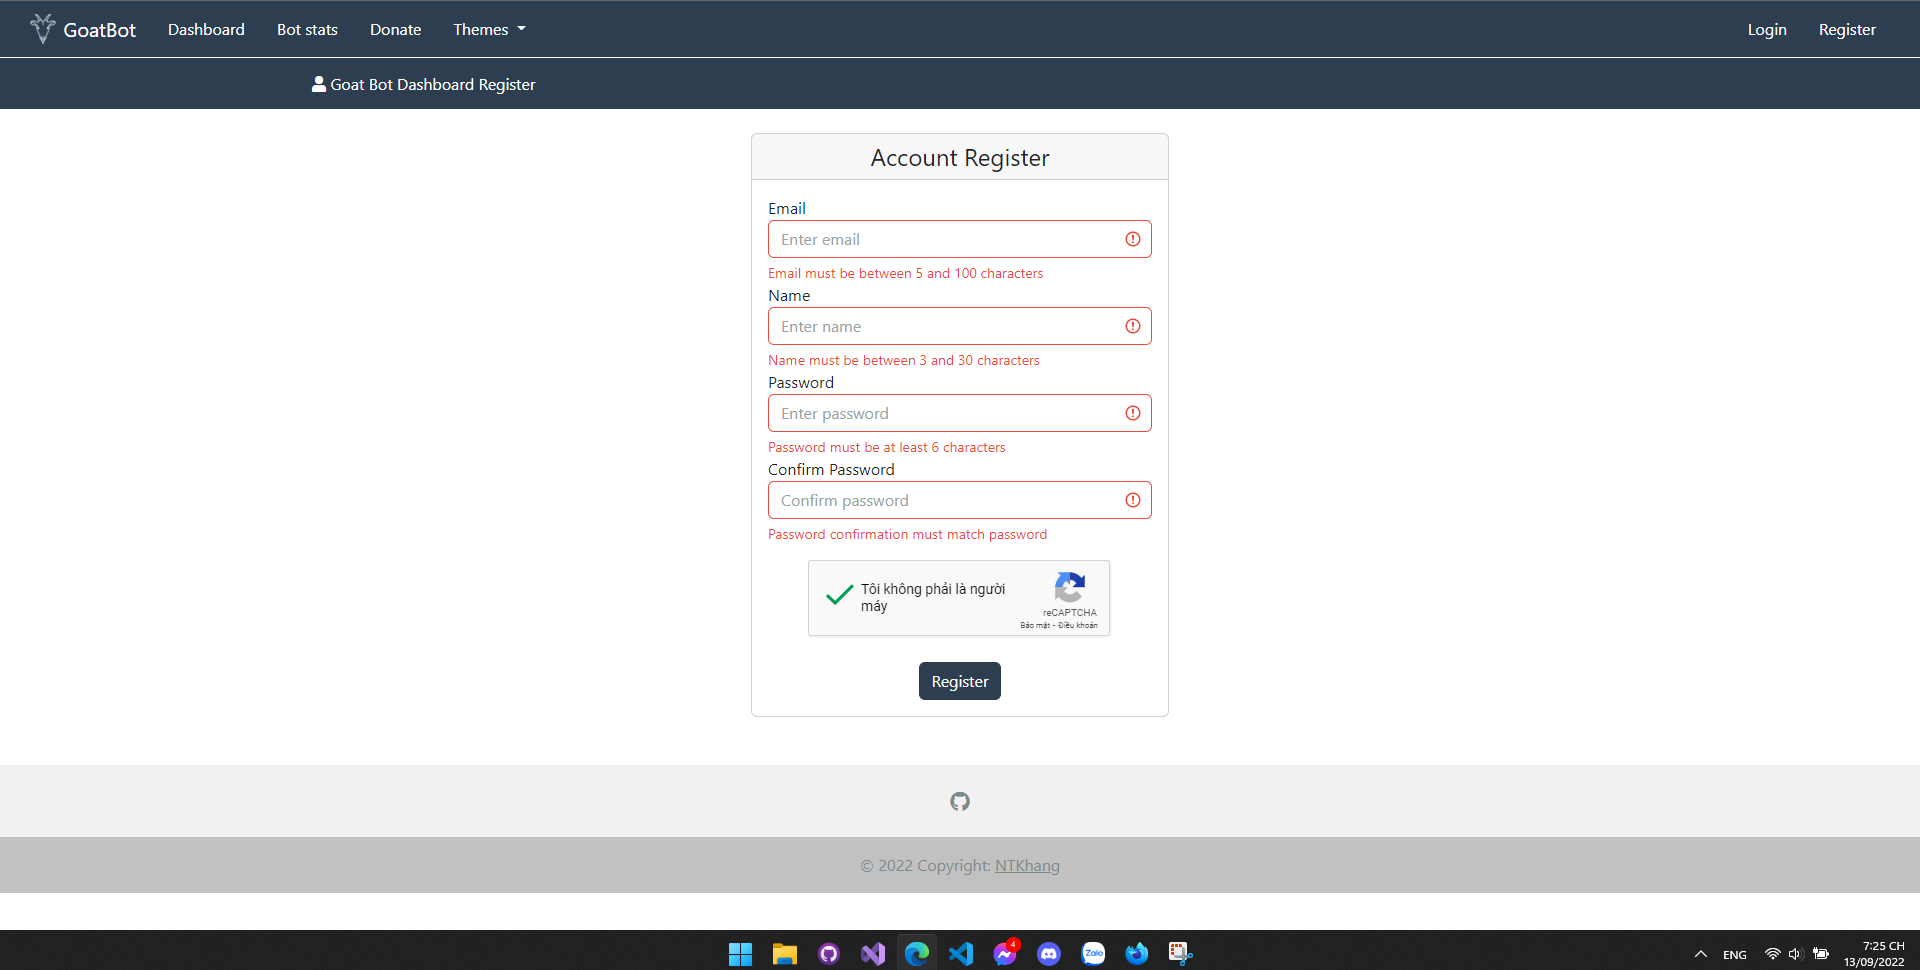 GoatBot Dashboard Bot stats Donate Themes Login Register
Goat Bot Dashboard Register
Account Register
Email
Enter email
Email must be between 5 and 100 characters
Name
Enter name
Name must be between 3 and 30 characters
Password
Enter password
Password must be at least 6 characters
Confirm Password
Confirm password
Password confirmation must match password
Tôi không phải là người
máy
reCAPTCHA
Bảo mật - Điều khoản
Register
© 2022 Copyright: NTKhang
4
Zalo
ENG
7:25 CH
13/09/2022